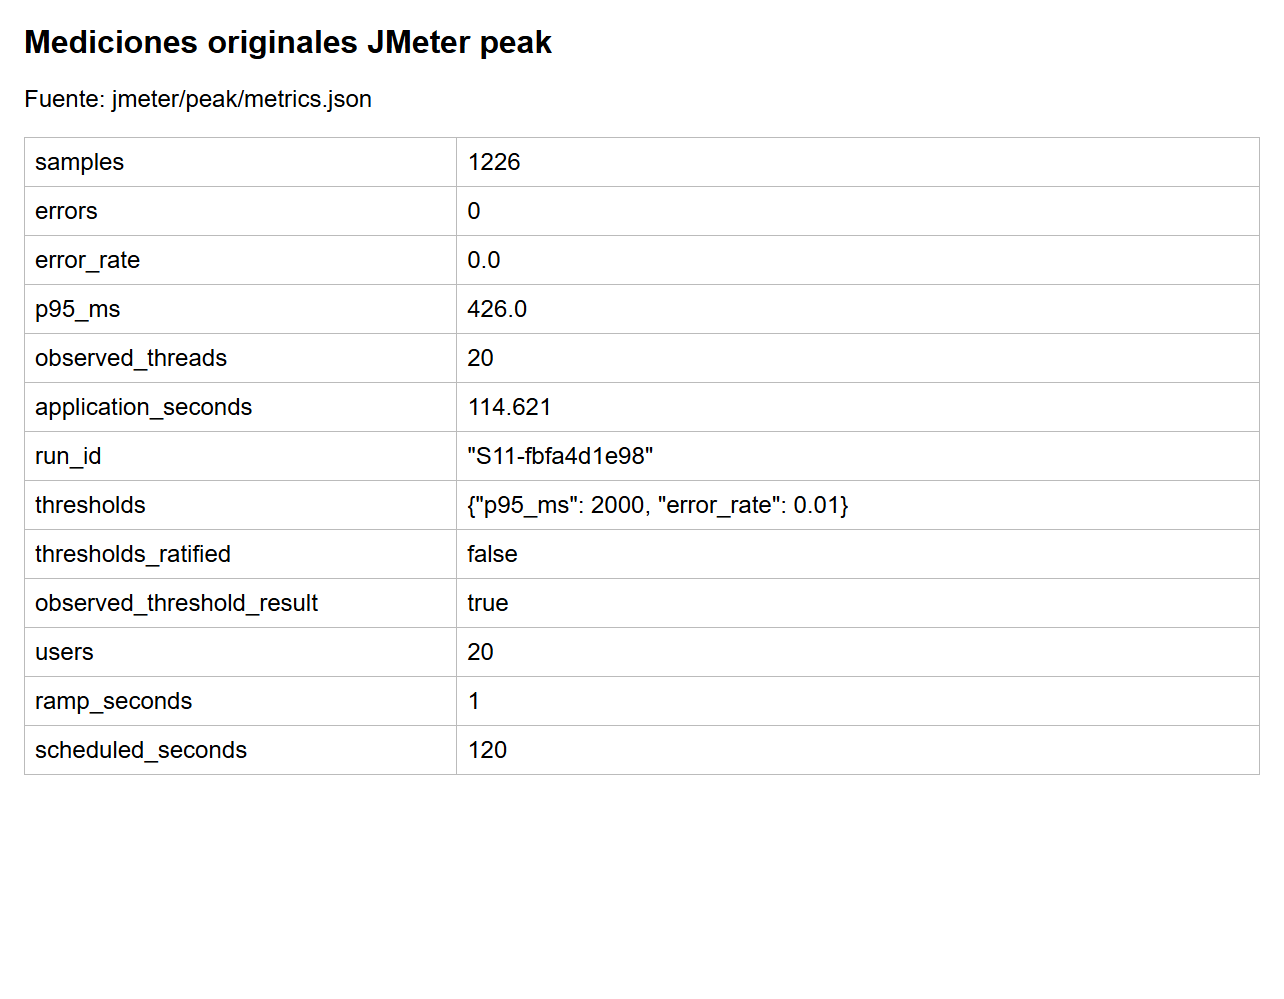 Mediciones originales JMeter peak
Fuente: jmeter/peak/metrics.json
samples 1226
errors 0
error_rate 0.0
p95_ms 426.0
observed_threads 20
application_seconds 114.621
run_id "S11-fbfa4d1e98"
thresholds {"p95_ms": 2000, "error_rate": 0.01}
thresholds_ratified false
observed_threshold_result true
users 20
ramp_seconds 1
scheduled_seconds 120